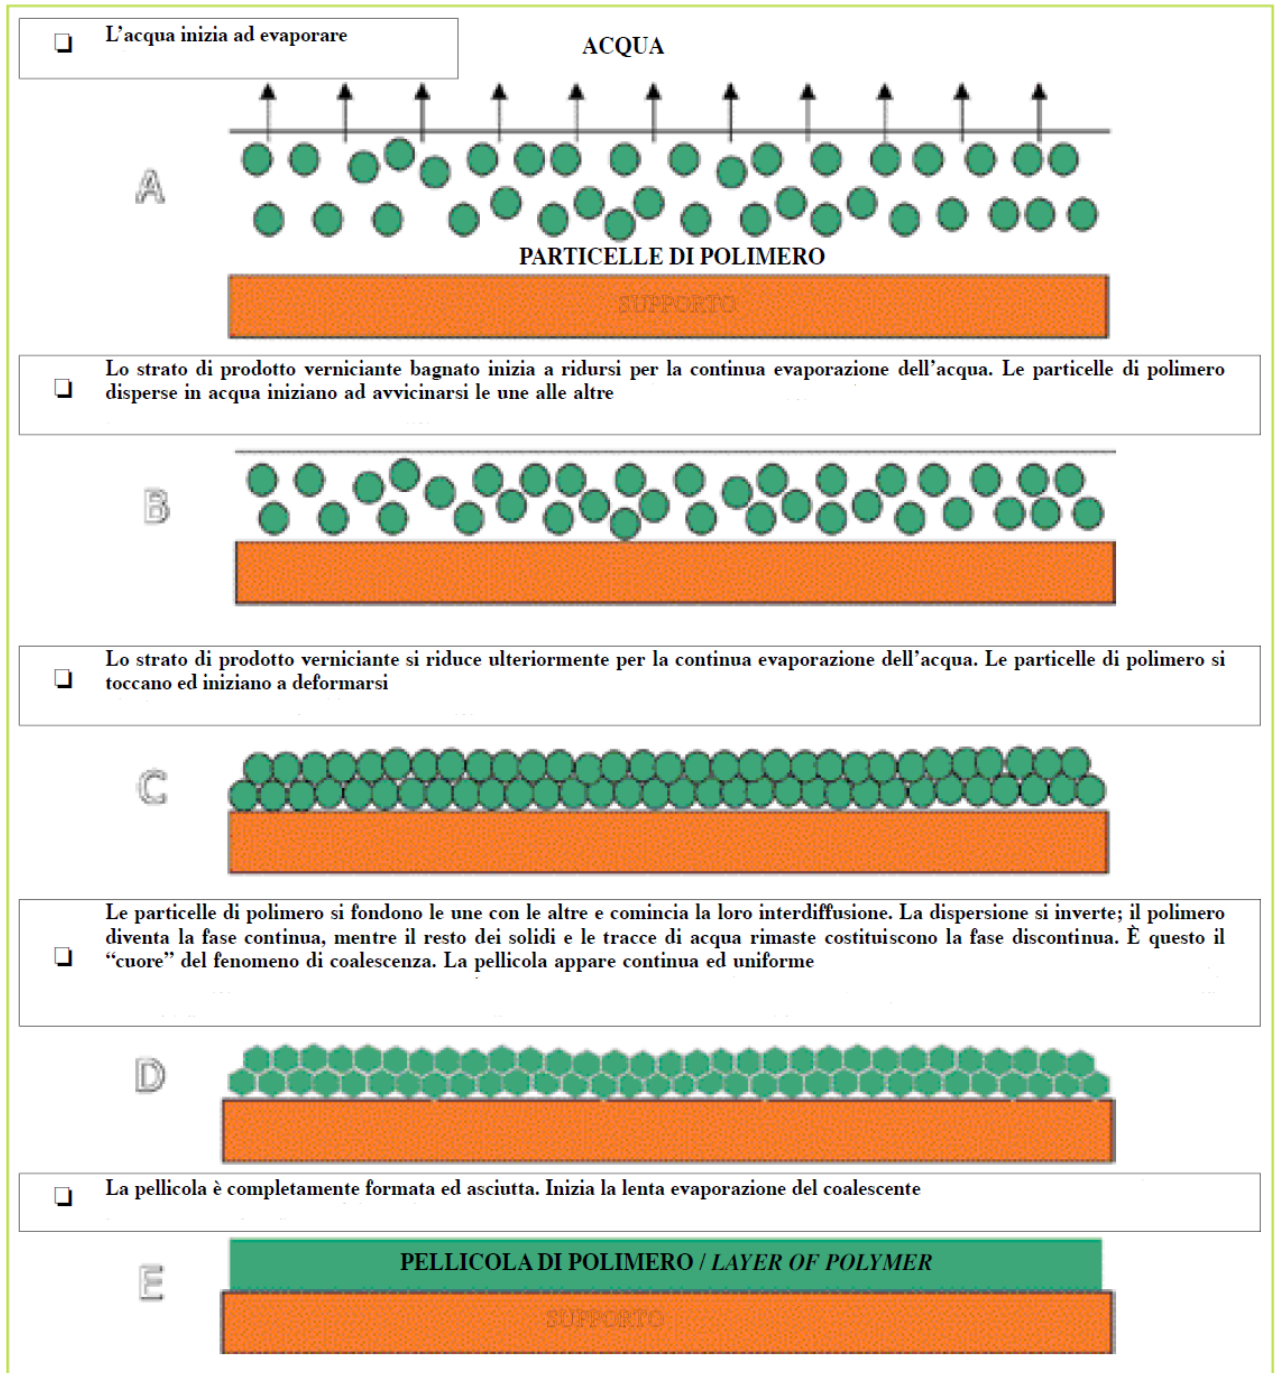 L'acqua inizia ad evaporare
ACQUA
A
PARTICELLE DI POLIMERO
SUPPORTO
Lo strato di prodotto verniciante bagnato inizia a ridursi per la continua evaporazione dell'acqua. Le particelle di polimero
disperse in acqua iniziano ad avvicinarsi le une alle altre
B
Lo strato di prodotto verniciante si riduce ulteriormente per la continua evaporazione dell'acqua. Le particelle di polimero si
toccano ed iniziano a deformarsi
C
Le particelle di polimero si fondono le une con le altre e comincia la loro interdiffusione. La dispersione si inverte; il polimero
diventa la fase continua, mentre il resto dei solidi e le tracce di acqua rimaste costituiscono la fase discontinua. È questo il
“cuore” del fenomeno di coalescenza. La pellicola appare continua ed uniforme
D
La pellicola è completamente formata ed asciutta. Inizia la lenta evaporazione del coalescente
PELLICOLA DI POLIMERO / LAYER OF POLYMER
E
SUPPORTO